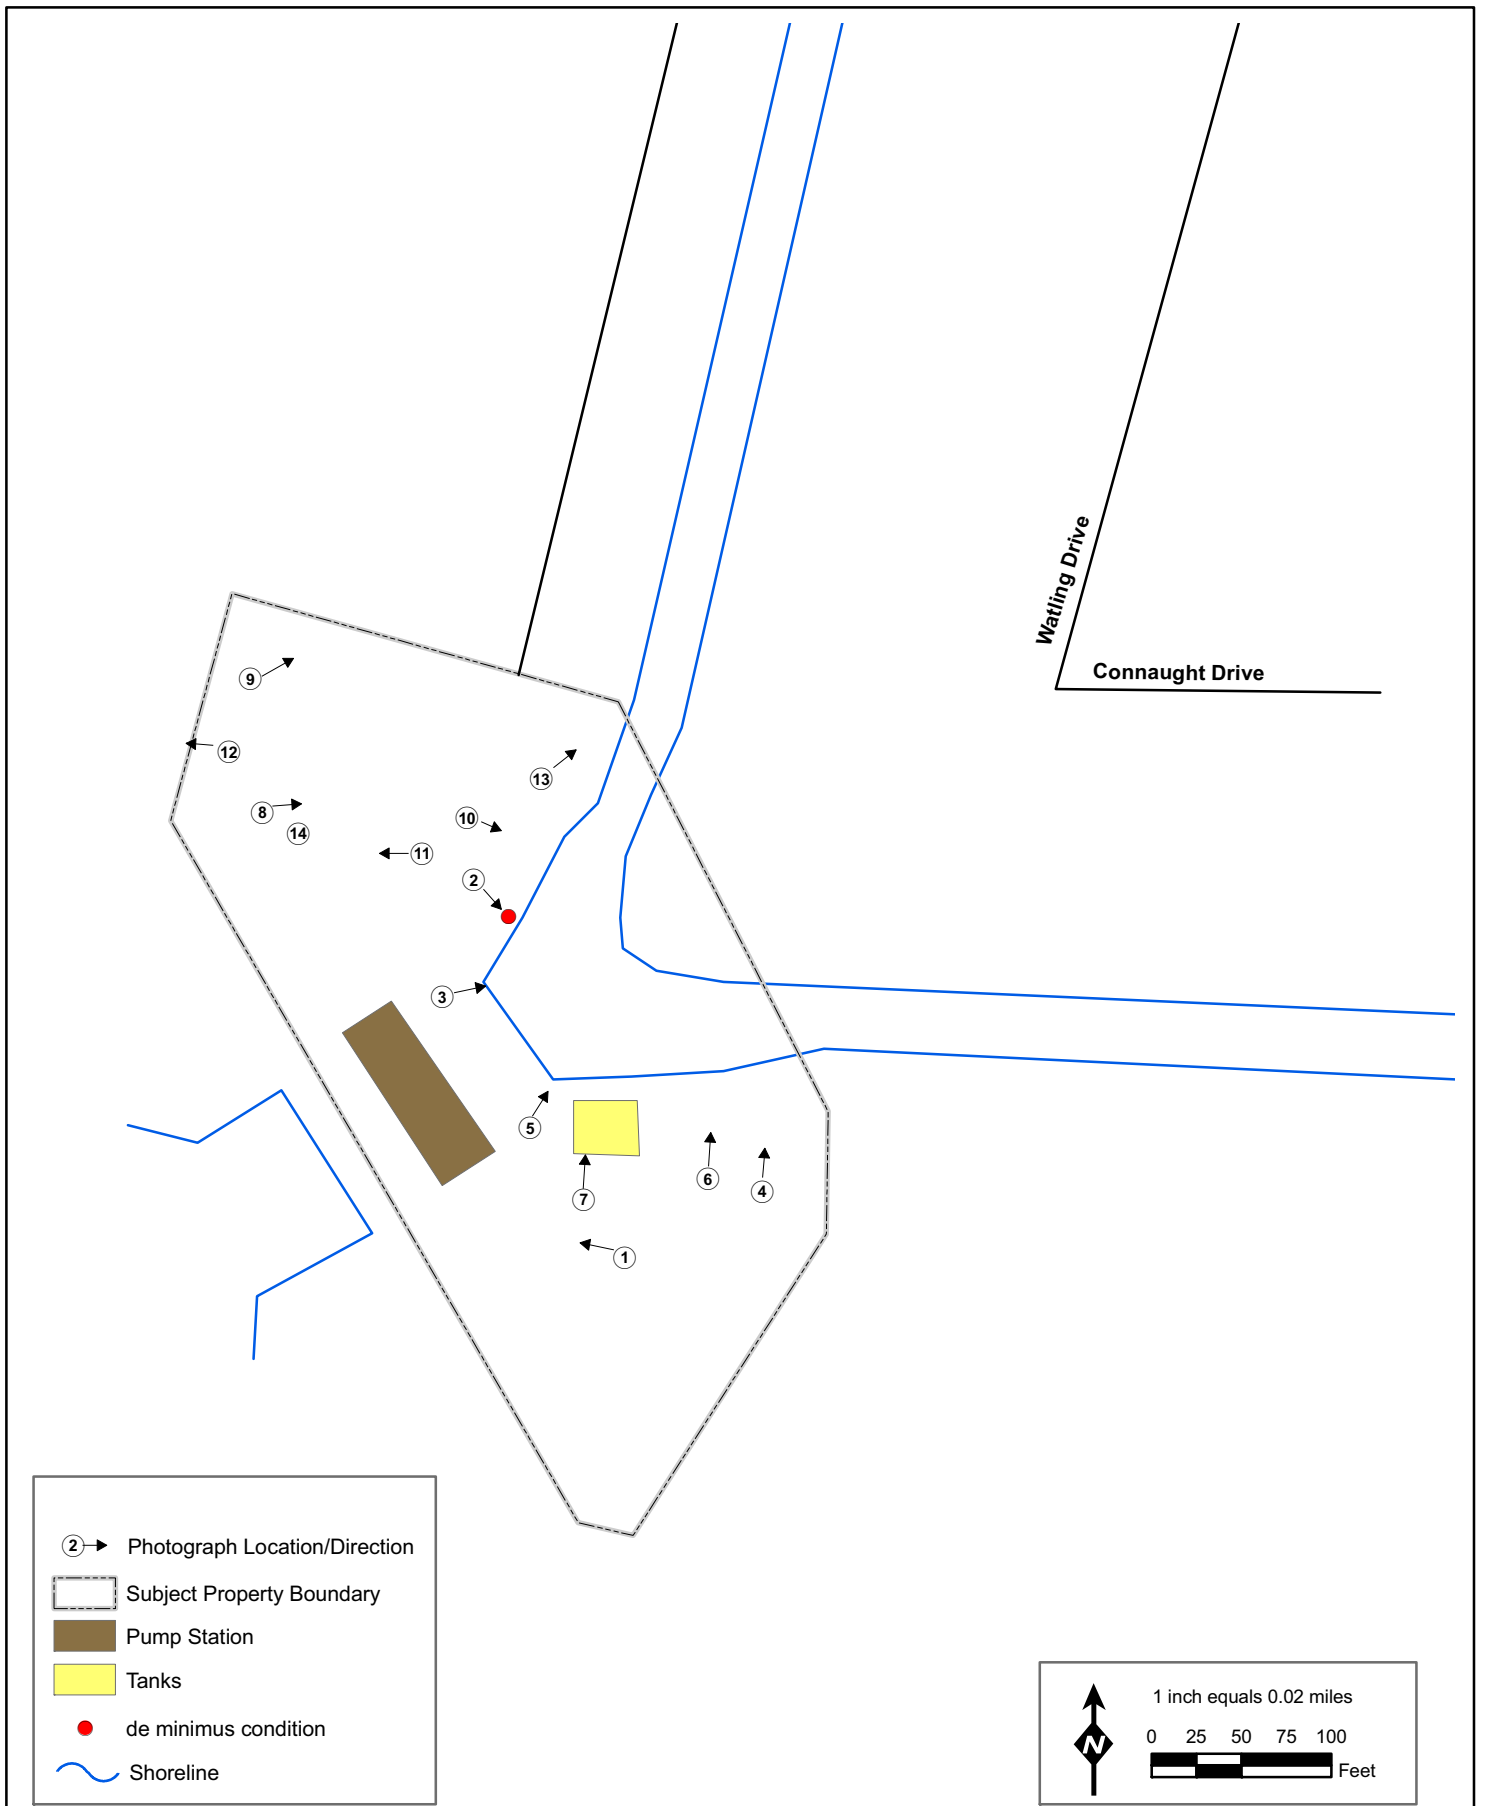 Watling Drive
Connaught Drive
9
12
13
8
10
14
11
2
3
5
6
4
7
1
2 Photograph Location/Direction
Subject Property Boundary
Pump Station
Tanks
de minimus condition
Shoreline
N
1 inch equals 0.02 miles
0 25 50 75 100
Feet